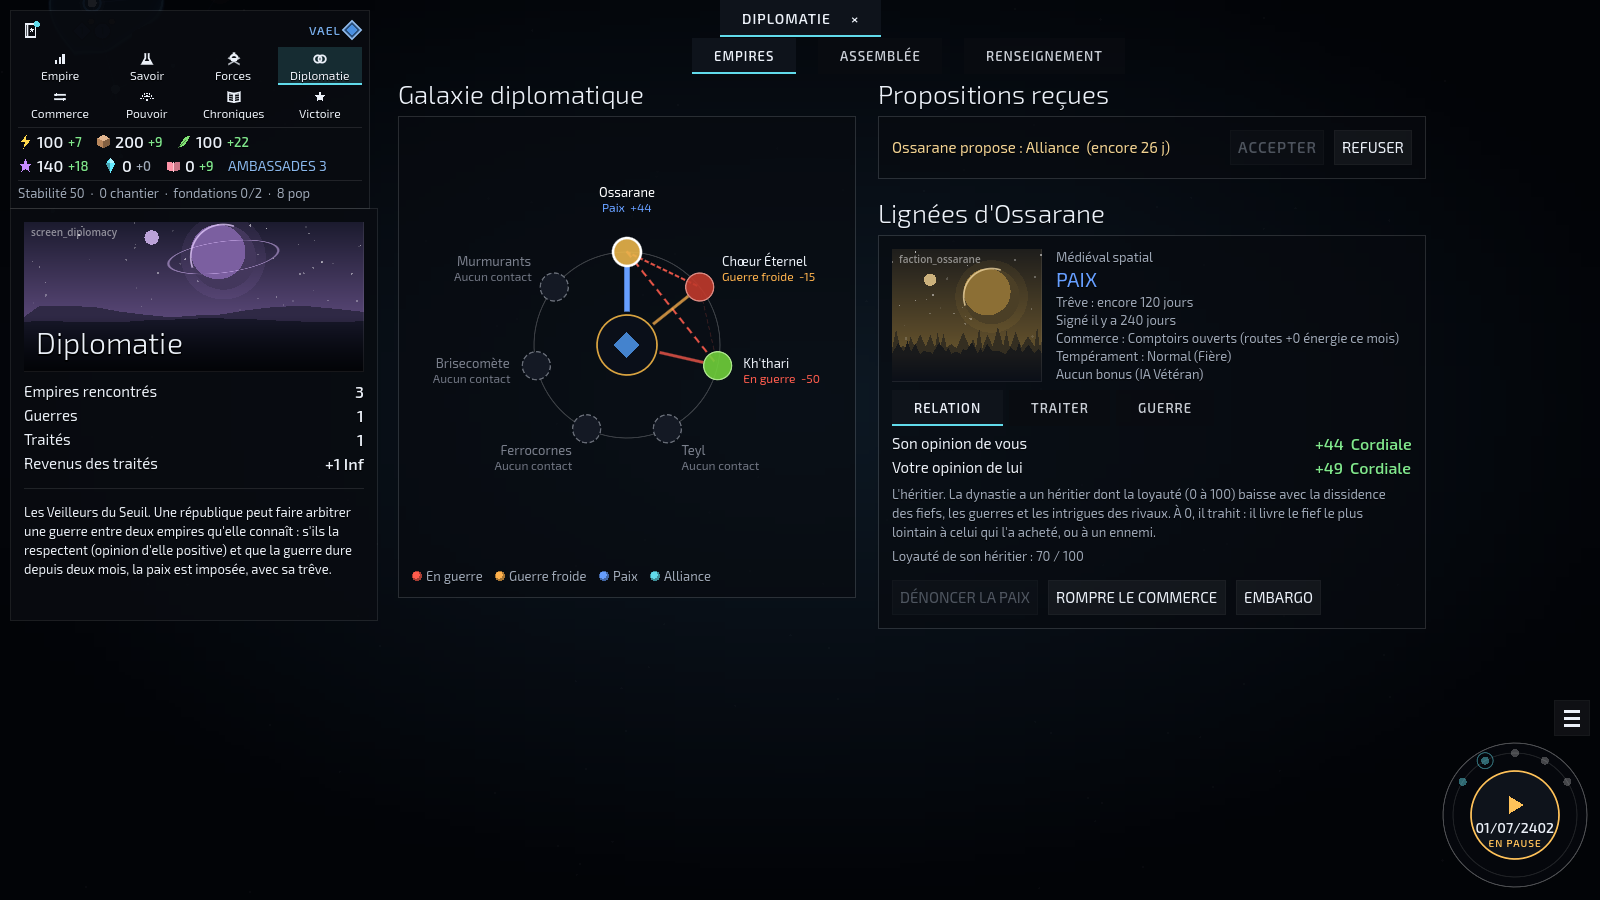 VAEL
Empire
Savoir
Forces
Diplomatie
Commerce
Pouvoir
Chroniques
Victoire
100 +7 200 +9 100 +22
140 +18 0 +0 0 +9 AMBASSADES 3
Stabilité 50 · 0 chantier · fondations 0/2 · 8 pop
screen_diplomacy
Diplomatie
Empires rencontrés 3
Guerres 1
Traités 1
Revenus des traités +1 Inf
Les Veilleurs du Seuil. Une république peut faire arbitrer
une guerre entre deux empires qu'elle connaît : s'ils la
respectent (opinion d'elle positive) et que la guerre dure
depuis deux mois, la paix est imposée, avec sa trêve.
DIPLOMATIE ×
EMPIRES
ASSEMBLÉE
RENSEIGNEMENT
Galaxie diplomatique
Ossarane
Paix +44
Murmurants
Aucun contact
Chœur Éternel
Guerre froide -15
Brisecomète
Aucun contact
Kh'thari
En guerre -50
Ferrocornes
Aucun contact
Teyl
Aucun contact
En guerre
Guerre froide
Paix
Alliance
Propositions reçues
Ossarane propose : Alliance (encore 26 j)
ACCEPTER
REFUSER
Lignées d'Ossarane
faction_ossarane
Médiéval spatial
PAIX
Trêve : encore 120 jours
Signé il y a 240 jours
Commerce : Comptoirs ouverts (routes +0 énergie ce mois)
Tempérament : Normal (Fière)
Aucun bonus (IA Vétéran)
RELATION
TRAITER
GUERRE
Son opinion de vous +44 Cordiale
Votre opinion de lui +49 Cordiale
L'héritier. La dynastie a un héritier dont la loyauté (0 à 100) baisse avec la dissidence
des fiefs, les guerres et les intrigues des rivaux. À 0, il trahit : il livre le fief le plus
lointain à celui qui l'a acheté, ou à un ennemi.
Loyauté de son héritier : 70 / 100
DÉNONCER LA PAIX
ROMPRE LE COMMERCE
EMBARGO
01/07/2402
EN PAUSE